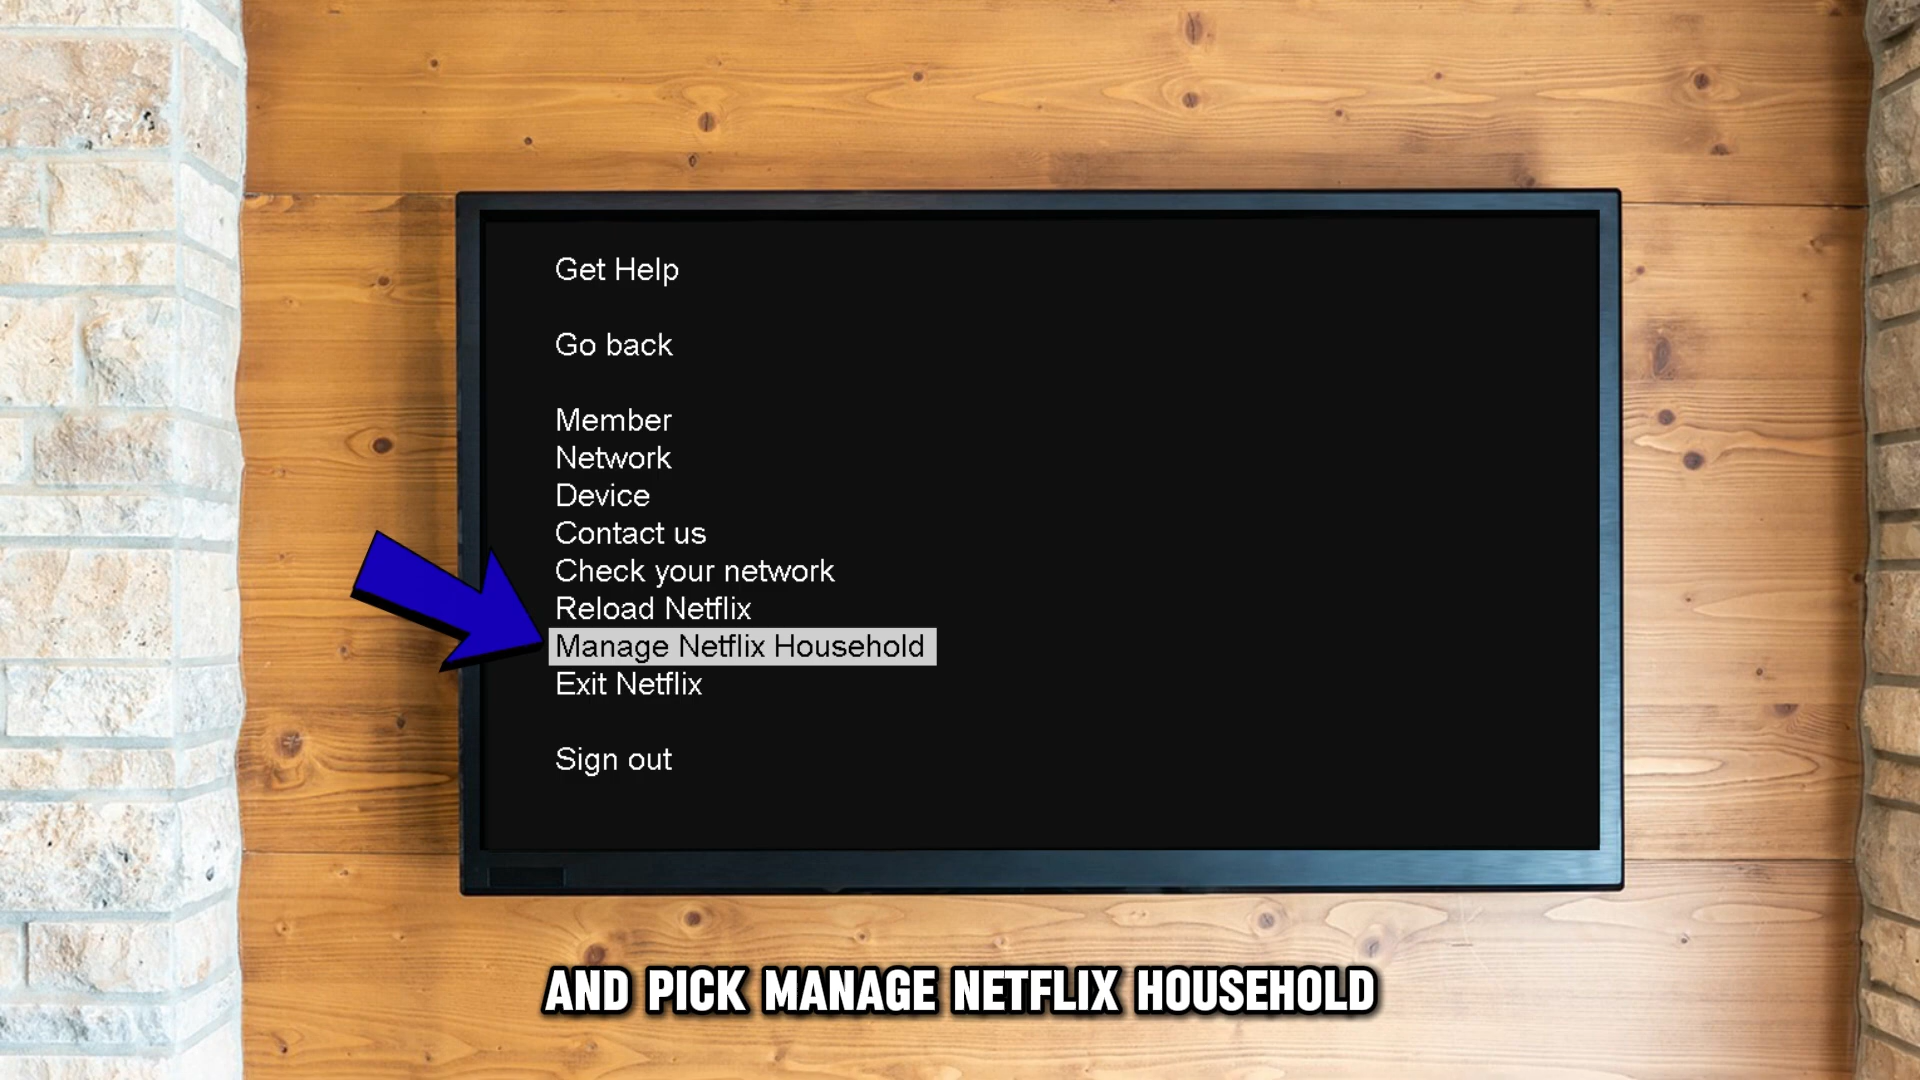 Get Help
Go back
Member
Network
Device
Contact us
Check your network
Reload Netflix
Manage Netflix Household
Exit Netflix
Sign out
AND PICK MANAGE NETFLIX HOUSEHOLD